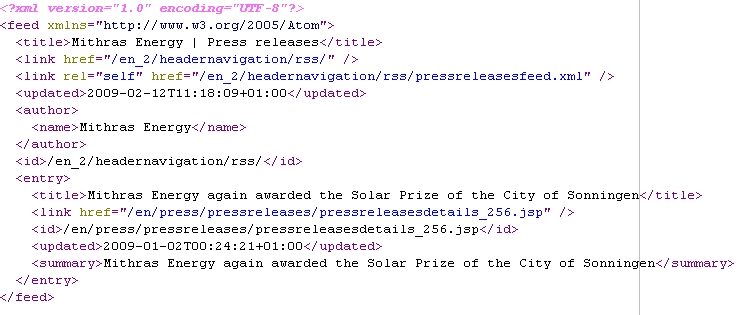 <?xml version="1.0" encoding="UTF-8"?>
<feed xmlns="http://www.w3.org/2005/Atom">
<title>Mithras Energy | Press releases</title>
<link href="/en_2/headernavigation/rss/" />
<link rel="self" href="/en_2/headernavigation/rss/pressreleasesfeed.xml" />
<updated>2009-02-12T11:18:09+01:00</updated>
<author>
<name>Mithras Energy</name>
</author>
<id>/en_2/headernavigation/rss/</id>
<entry>
<title>Mithras Energy again awarded the Solar Prize of the City of Sonningen</title>
<link href="/en/press/pressreleases/pressreleasesdetails_256.jsp" />
<id>/en/press/pressreleases/pressreleasesdetails_256.jsp</id>
<updated>2009-01-02T00:24:21+01:00</updated>
<summary>Mithras Energy again awarded the Solar Prize of the City of Sonningen</summary>
</entry>
</feed>